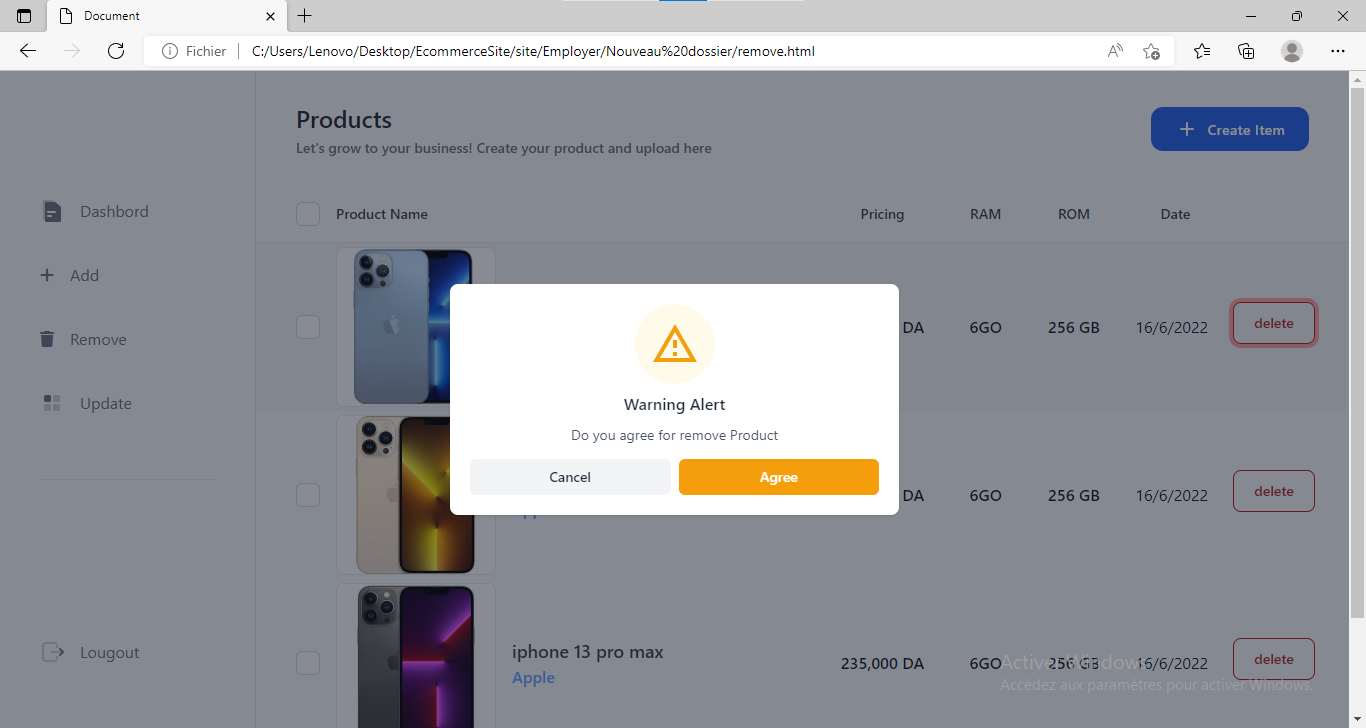 Document
Fichier C:/Users/Lenovo/Desktop/EcommerceSite/site/Employer/Nouveau%20dossier/remove.html
Products
Let's grow to your business! Create your product and upload here
Create Item
Dashbord
Add
Remove
Update
Lougout
Product Name Pricing RAM ROM Date
DA 6GO 256 GB 16/6/2022 delete
Warning Alert
Do you agree for remove Product
Cancel Agree
DA 6GO 256 GB 16/6/2022 delete
iphone 13 pro max
Apple
235,000 DA 6GO 256 GB 16/6/2022 delete
Activer Windows
Accédez aux paramètres pour activer Windows.